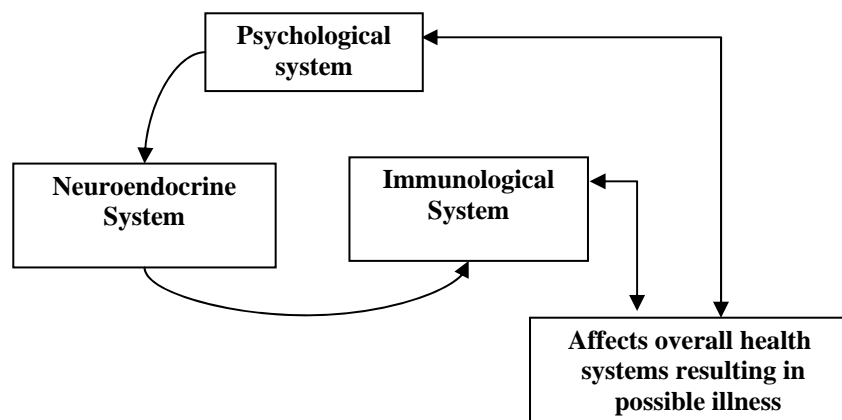 Psychological
system
Neuroendocrine
System
Immunological
System
Affects overall health
systems resulting in
possible illness